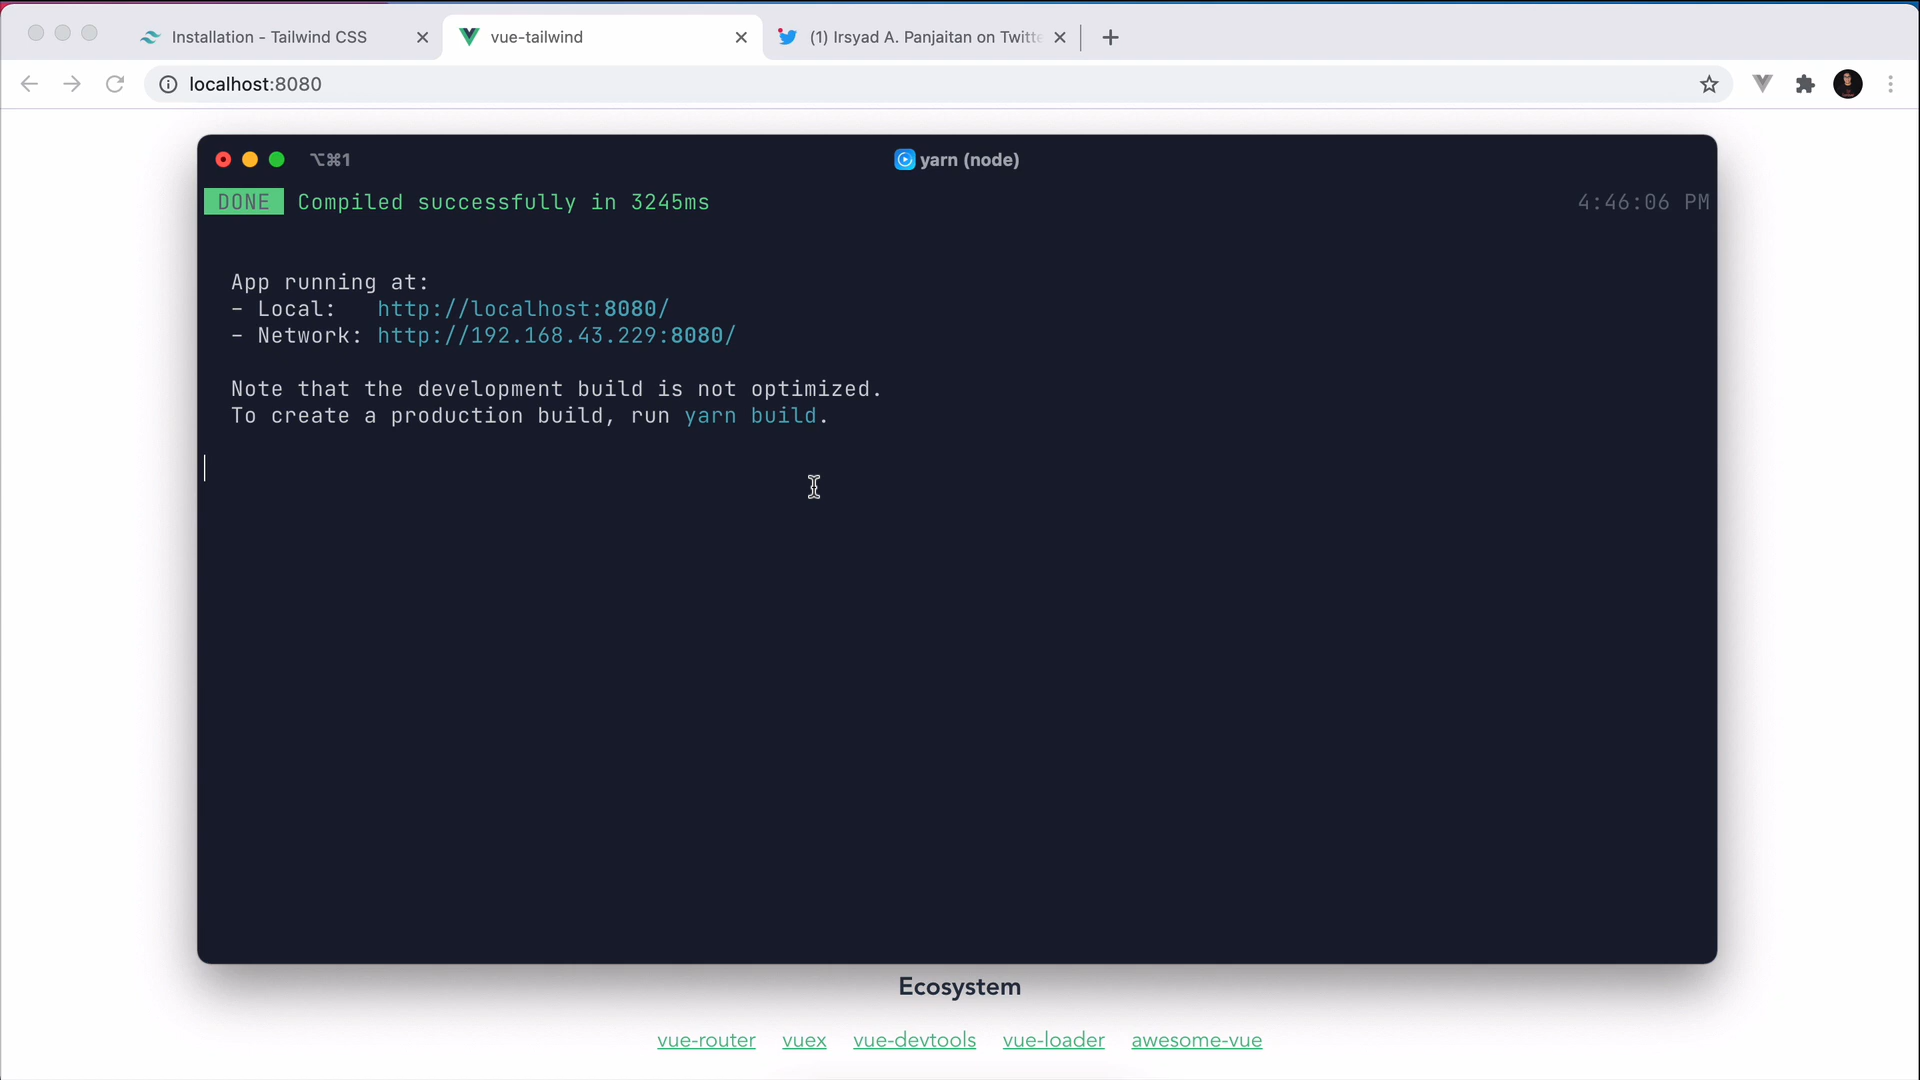 Installation - Tailwind CSS
vue-tailwind
(1) Irsyad A. Panjaitan on Twitte
localhost:8080
⌥⌘1
yarn (node)
DONE Compiled successfully in 3245ms 4:46:06 PM
App running at:
- Local: http://localhost:8080/
- Network: http://192.168.43.229:8080/
Note that the development build is not optimized.
To create a production build, run yarn build.
Ecosystem
vue-router vuex vue-devtools vue-loader awesome-vue